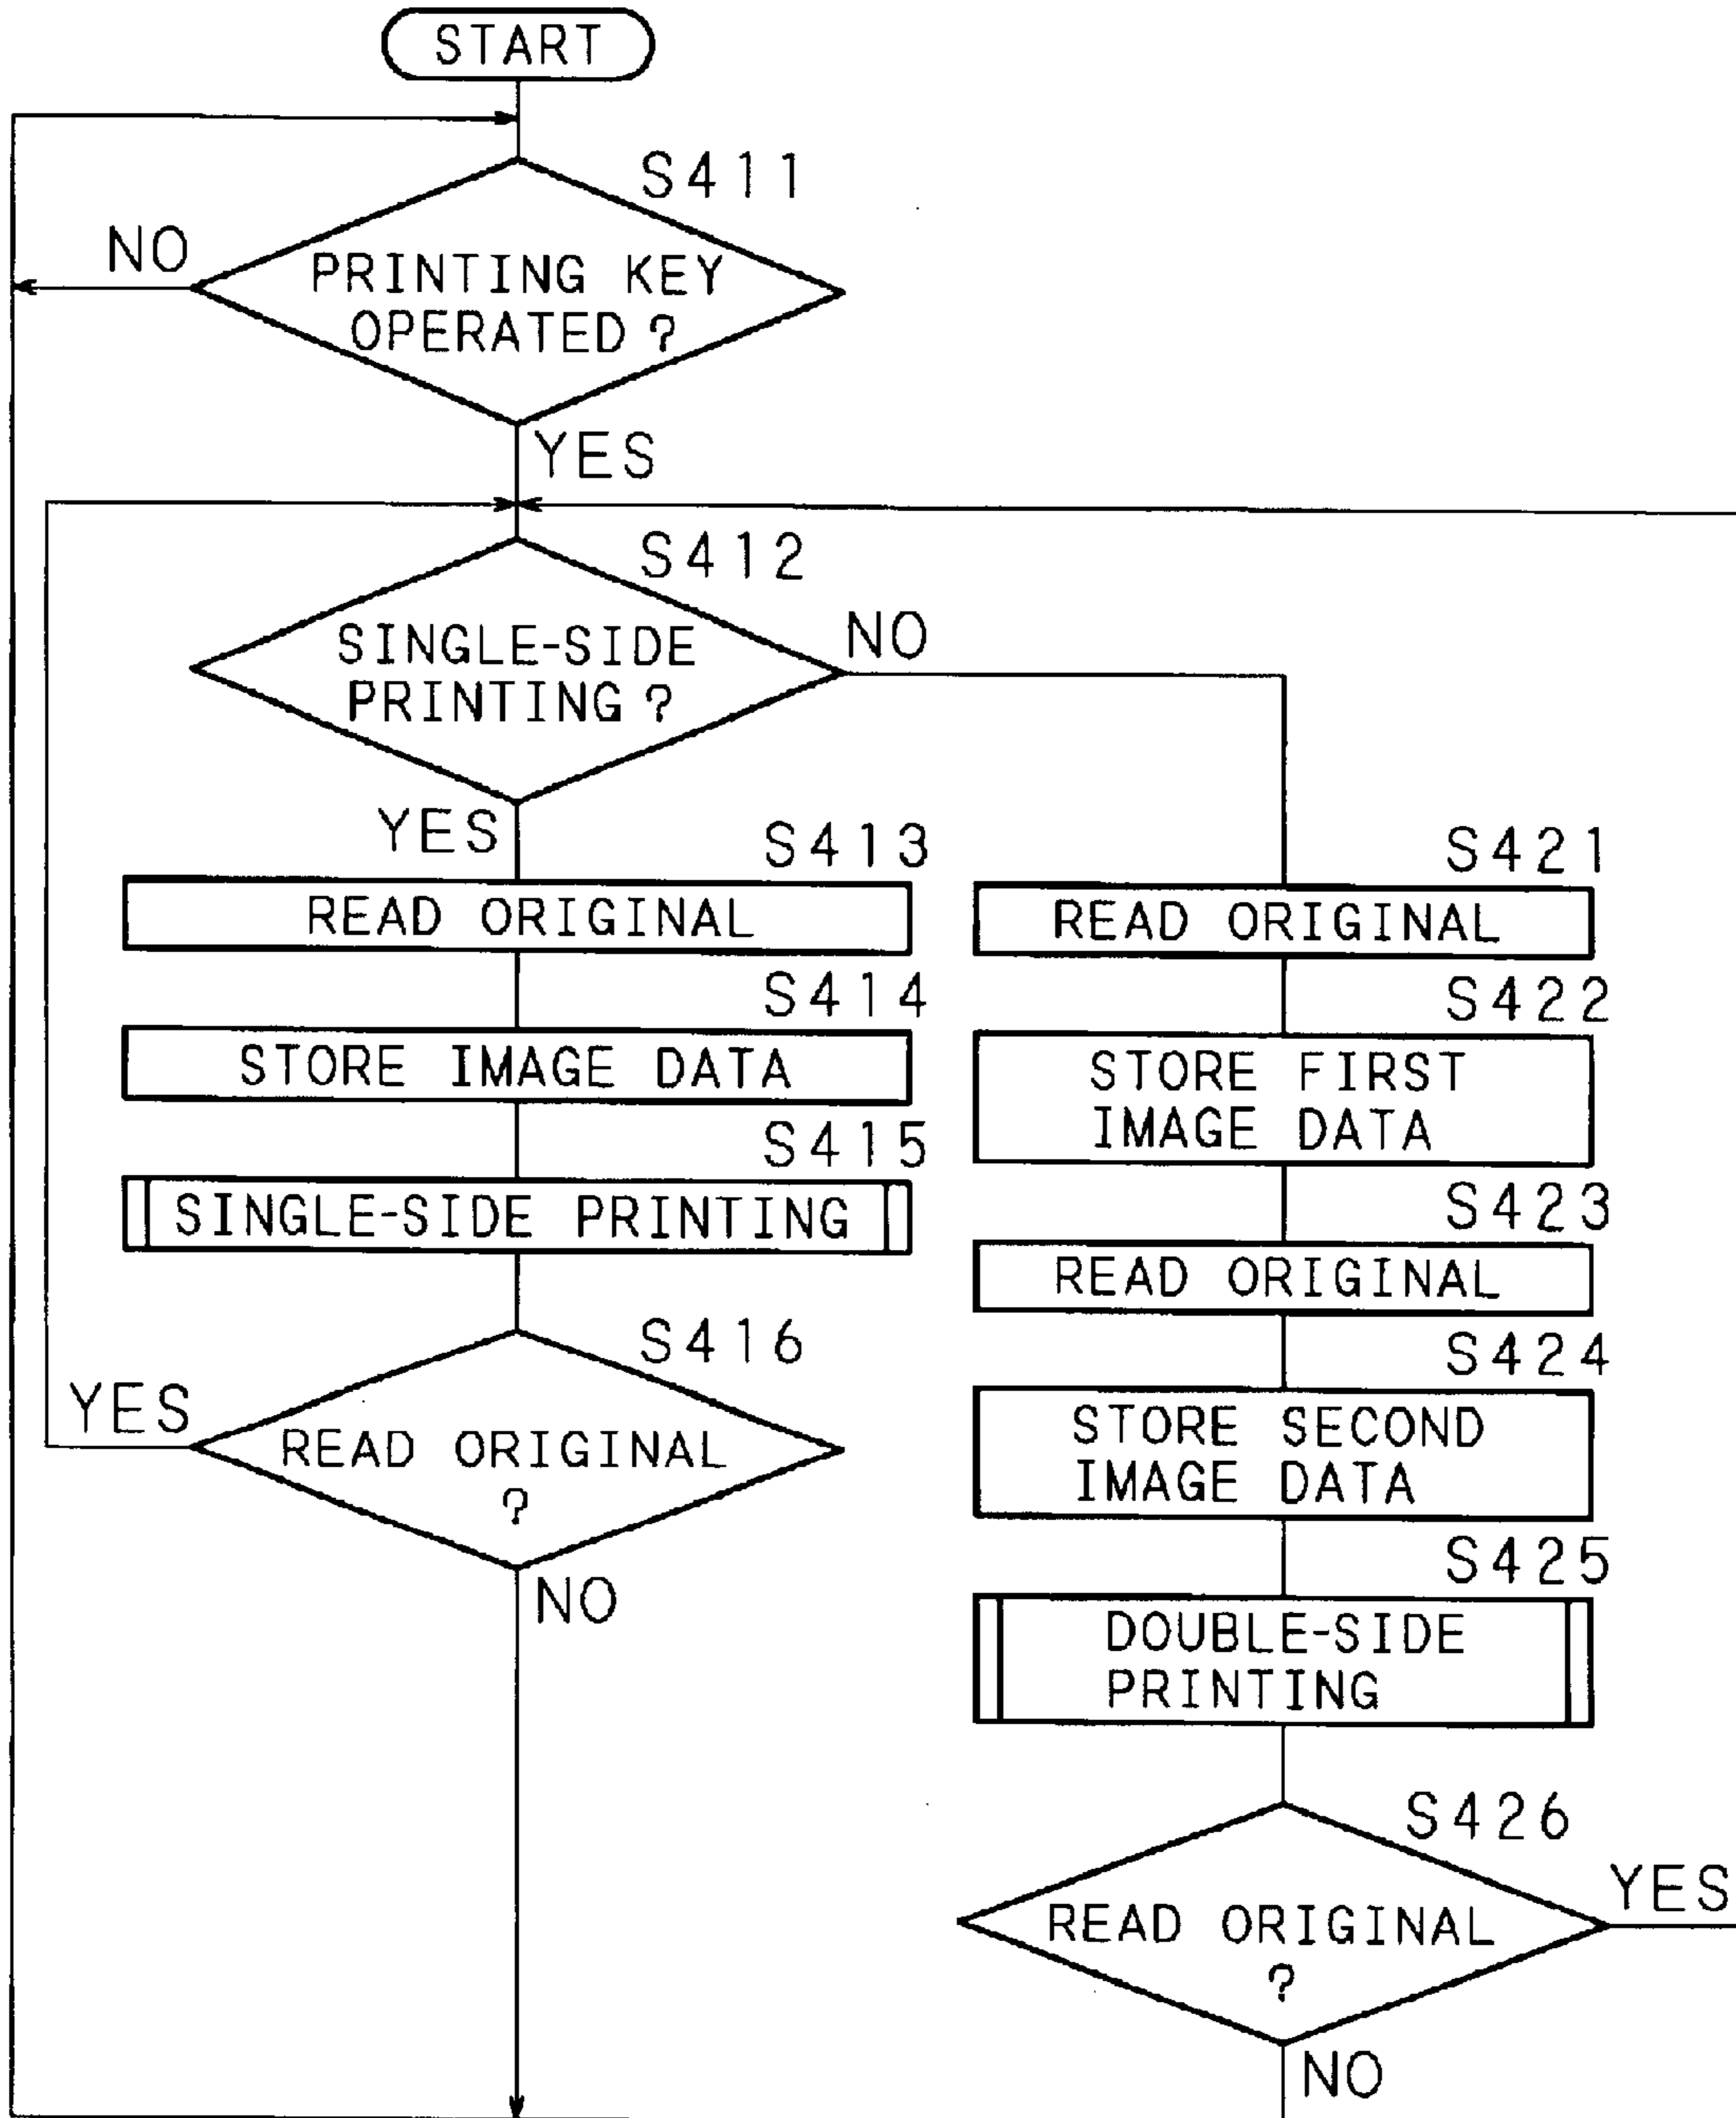 START
S411
NO
PRINTING KEY
OPERATED ?
YES
S412
NO
SINGLE-SIDE
PRINTING ?
YES
S413
READ ORIGINAL
S414
STORE IMAGE DATA
S415
SINGLE-SIDE PRINTING
S416
YES
READ ORIGINAL
?
NO
S421
READ ORIGINAL
S422
STORE FIRST
IMAGE DATA
S423
READ ORIGINAL
S424
STORE SECOND
IMAGE DATA
S425
DOUBLE-SIDE
PRINTING
S426
YES
READ ORIGINAL
?
NO